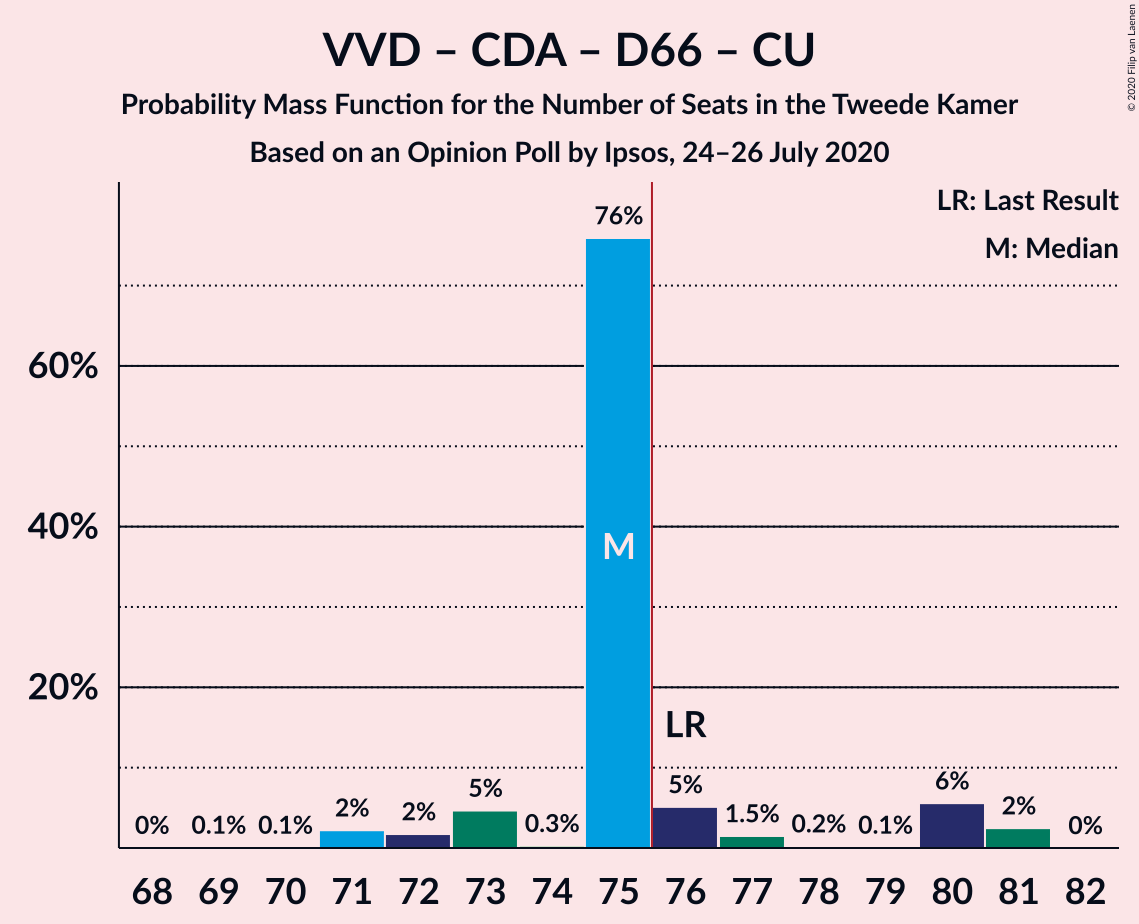 VVD – CDA – D66 – CU
Probability Mass Function for the Number of Seats in the Tweede Kamer
Based on an Opinion Poll by Ipsos, 24–26 July 2020
© 2020 Filip van Laenen
LR: Last Result
M: Median
60%
40%
20%
0%
0.1%
0.1%
2%
2%
5%
0.3%
76%
M
LR
5%
1.5%
0.2%
0.1%
6%
2%
0%
68 69 70 71 72 73 74 75 76 77 78 79 80 81 82